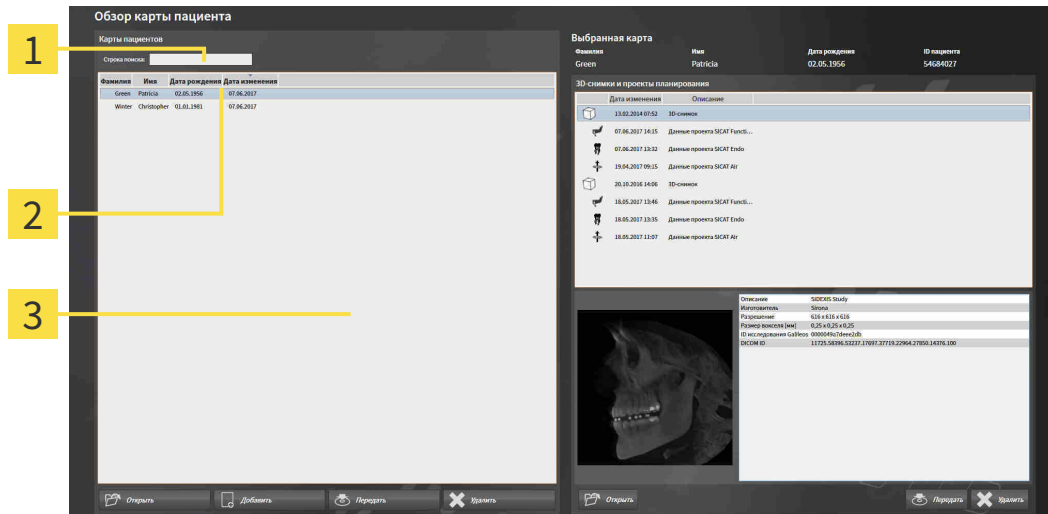 Обзор карты пациента
1
2
3
Карты пациентов
Строка поиска:
Фамилия Имя Дата рождения Дата изменения
Green Patricia 02.05.1956 07.06.2017
Winter Christopher 01.01.1981 07.06.2017
Открыть Добавить Передать Удалить
Выбранная карта
Фамилия Имя Дата рождения ID пациента
Green Patricia 02.05.1956 54684027
3D-снимки и проекты планирования
Дата изменения Описание
13.02.2014 07:52 3D-снимок
07.06.2017 14:15 Данные проекта SICAT Functi...
07.06.2017 13:32 Данные проекта SICAT Endo
19.04.2017 09:15 Данные проекта SICAT Air
20.10.2016 14:06 3D-снимок
18.05.2017 13:46 Данные проекта SICAT Functi...
18.05.2017 13:35 Данные проекта SICAT Endo
18.05.2017 11:07 Данные проекта SICAT Air
Описание SIDEXIS Study
Изготовитель Sirona
Разрешение 616 x 616 x 616
Размер вокселя [мм] 0,25 x 0,25 x 0,25
ID исследования Galileos 0000049a7deee2db
DICOM ID 11725.58396.53237.17697.37719.22964.27850.14376.100
Открыть Передать Удалить